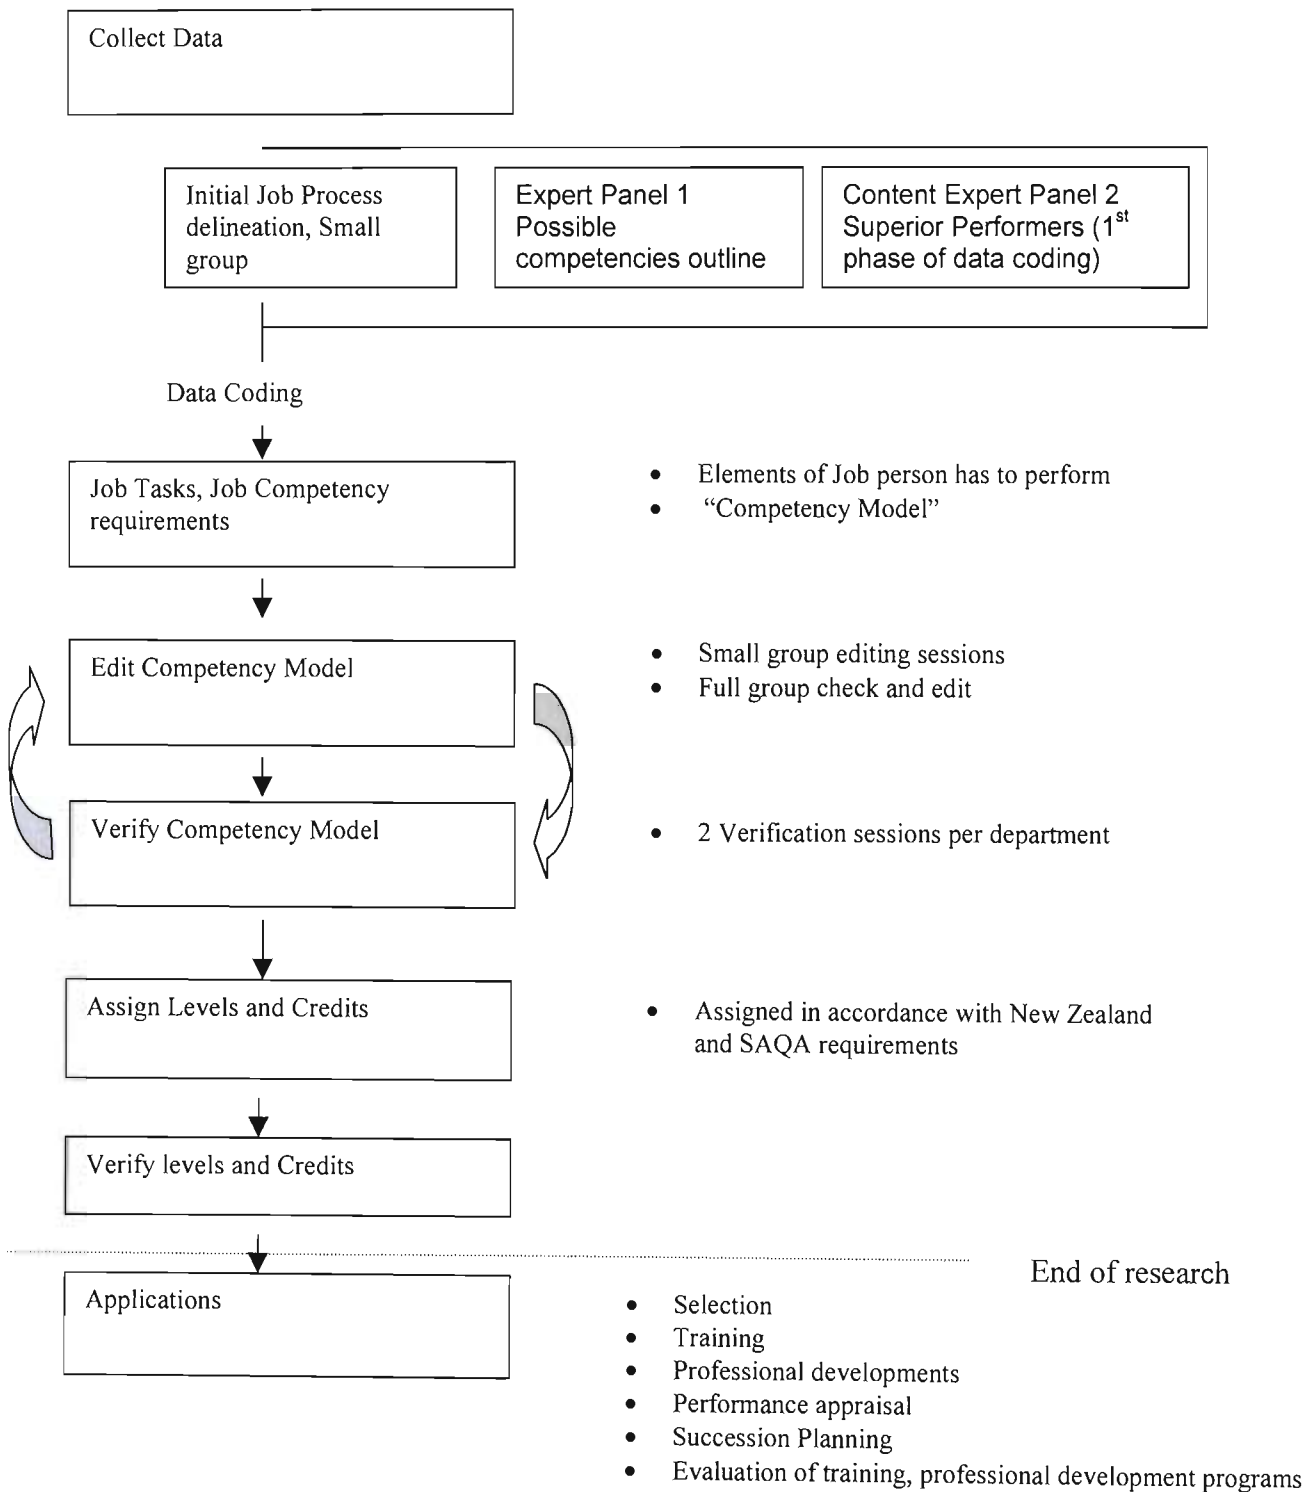 Collect Data
Initial Job Process
delineation, Small
group
Expert Panel 1
Possible
competencies outline
Content Expert Panel 2
Superior Performers (1st
phase of data coding)
Data Coding
Job Tasks, Job Competency
requirements
• Elements of Job person has to perform
• “Competency Model”
Edit Competency Model
• Small group editing sessions
• Full group check and edit
Verify Competency Model
• 2 Verification sessions per department
Assign Levels and Credits
• Assigned in accordance with New Zealand
and SAQA requirements
Verify levels and Credits
End of research
Applications
• Selection
• Training
• Professional developments
• Performance appraisal
• Succession Planning
• Evaluation of training, professional development programs